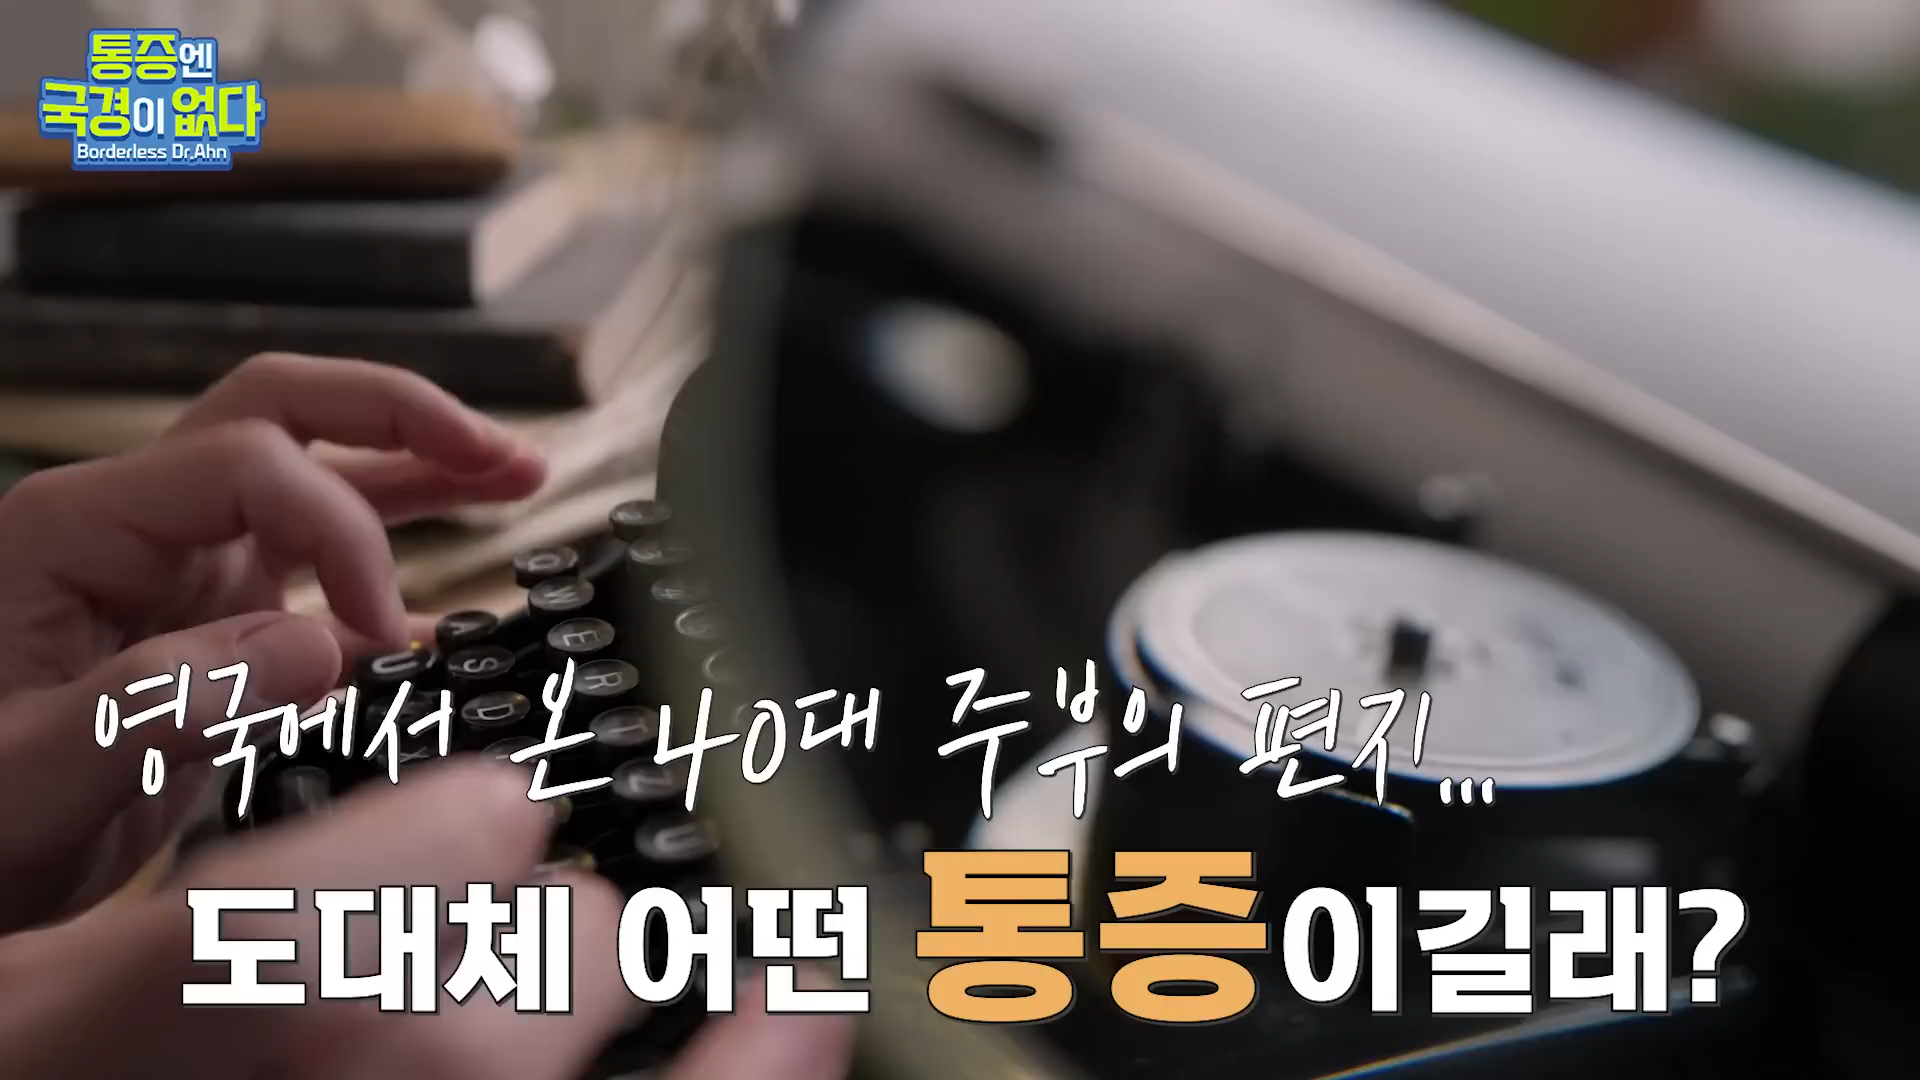 통증엔
국경이 없다
Borderless Dr.Ahn
Q
W
A
E
S
R
D
T
Z
U
영국에서 온 40대 주부의 편지...
도대체 어떤 통증이길래?